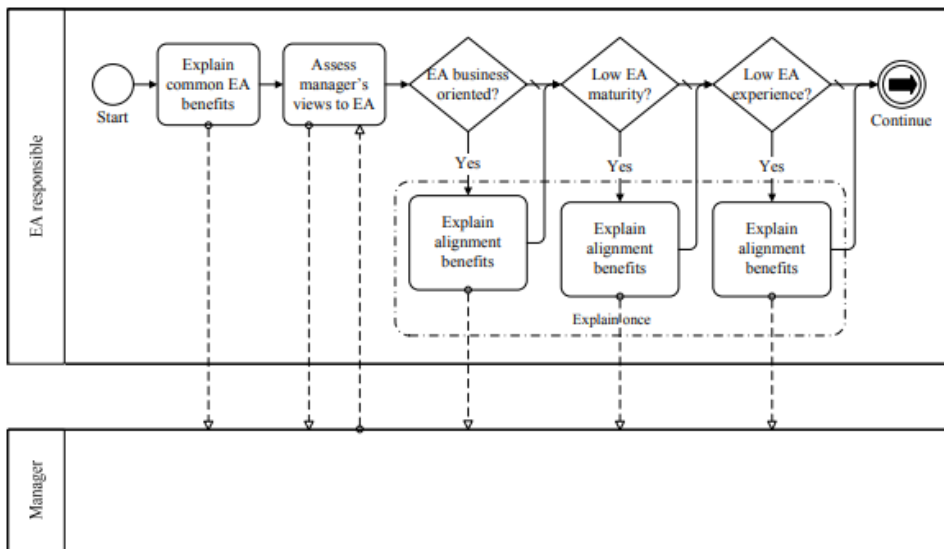 EA responsible
Start
Explain
common EA
benefits
Assess
manager's
views to EA
EA business
oriented?
Low EA
maturity?
Low EA
experience?
Continue
Yes
Yes
Yes
Explain
alignment
benefits
Explain
alignment
benefits
Explain
alignment
benefits
Explain once
Manager